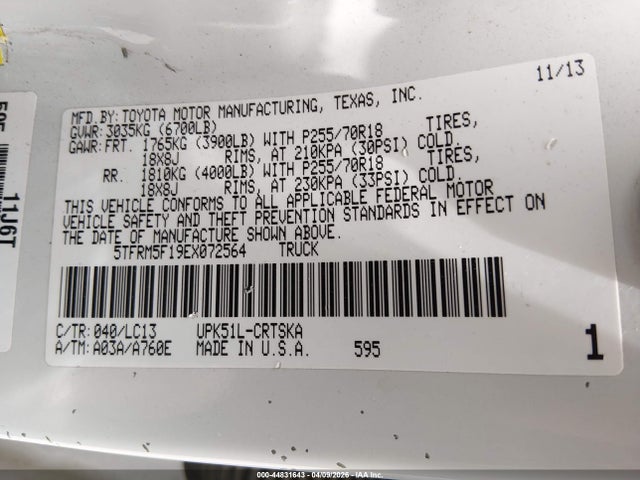 11/13
MFD.BY:TOYOTA MOTOR MANUFACTURING, TEXAS, INC.
GVWR:3035KG (6700LB)
GAWR:FRT. 1765KG (3900LB) WITH P255/70R18 TIRES,
18X8J RIMS, AT 210KPA (30PSI) COLD.
RR. 1810KG (4000LB) WITH P255/70R18 TIRES,
18X8J RIMS, AT 230KPA (33PSI) COLD.
THIS VEHICLE CONFORMS TO ALL APPLICABLE FEDERAL MOTOR
VEHICLE SAFETY AND THEFT PREVENTION STANDARDS IN EFFECT ON
THE DATE OF MANUFACTURE SHOWN ABOVE.
5TFRM5F19EX072564 TRUCK
C/TR:040/LC13 UPK51L-CRTSKA
A/TM:A03A/A760E MADE IN U.S.A. 595 1
595 11J6T
000-44831643 - 04/09/2026 - IAA Inc.